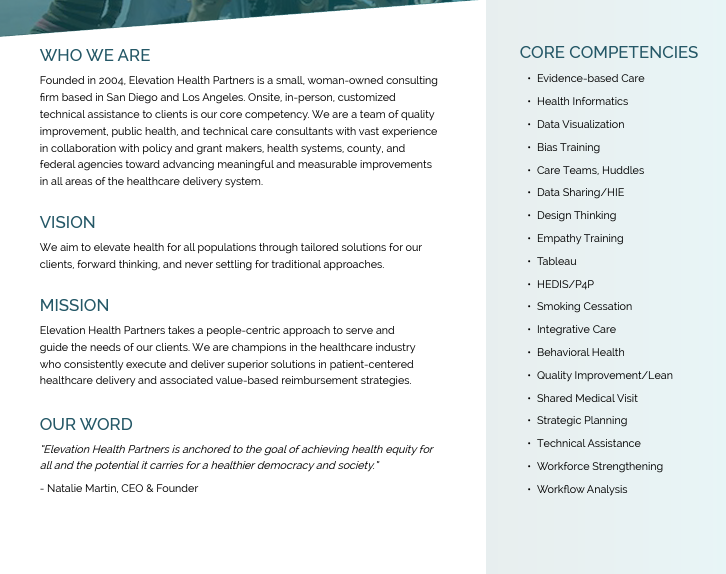 WHO WE ARE
Founded in 2004, Elevation Health Partners is a small, woman-owned consulting
firm based in San Diego and Los Angeles. Onsite, in-person, customized
technical assistance to clients is our core competency. We are a team of quality
improvement, public health, and technical care consultants with vast experience
in collaboration with policy and grant makers, health systems, county, and
federal agencies toward advancing meaningful and measurable improvements
in all areas of the healthcare delivery system.
VISION
We aim to elevate health for all populations through tailored solutions for our
clients, forward thinking, and never settling for traditional approaches.
MISSION
Elevation Health Partners takes a people-centric approach to serve and
guide the needs of our clients. We are champions in the healthcare industry
who consistently execute and deliver superior solutions in patient-centered
healthcare delivery and associated value-based reimbursement strategies.
OUR WORD
"Elevation Health Partners is anchored to the goal of achieving health equity for
all and the potential it carries for a healthier democracy and society."
- Natalie Martin, CEO & Founder
CORE COMPETENCIES
• Evidence-based Care
• Health Informatics
• Data Visualization
• Bias Training
• Care Teams, Huddles
• Data Sharing/HIE
• Design Thinking
• Empathy Training
• Tableau
• HEDIS/P4P
• Smoking Cessation
• Integrative Care
• Behavioral Health
• Quality Improvement/Lean
• Shared Medical Visit
• Strategic Planning
• Technical Assistance
• Workforce Strengthening
• Workflow Analysis